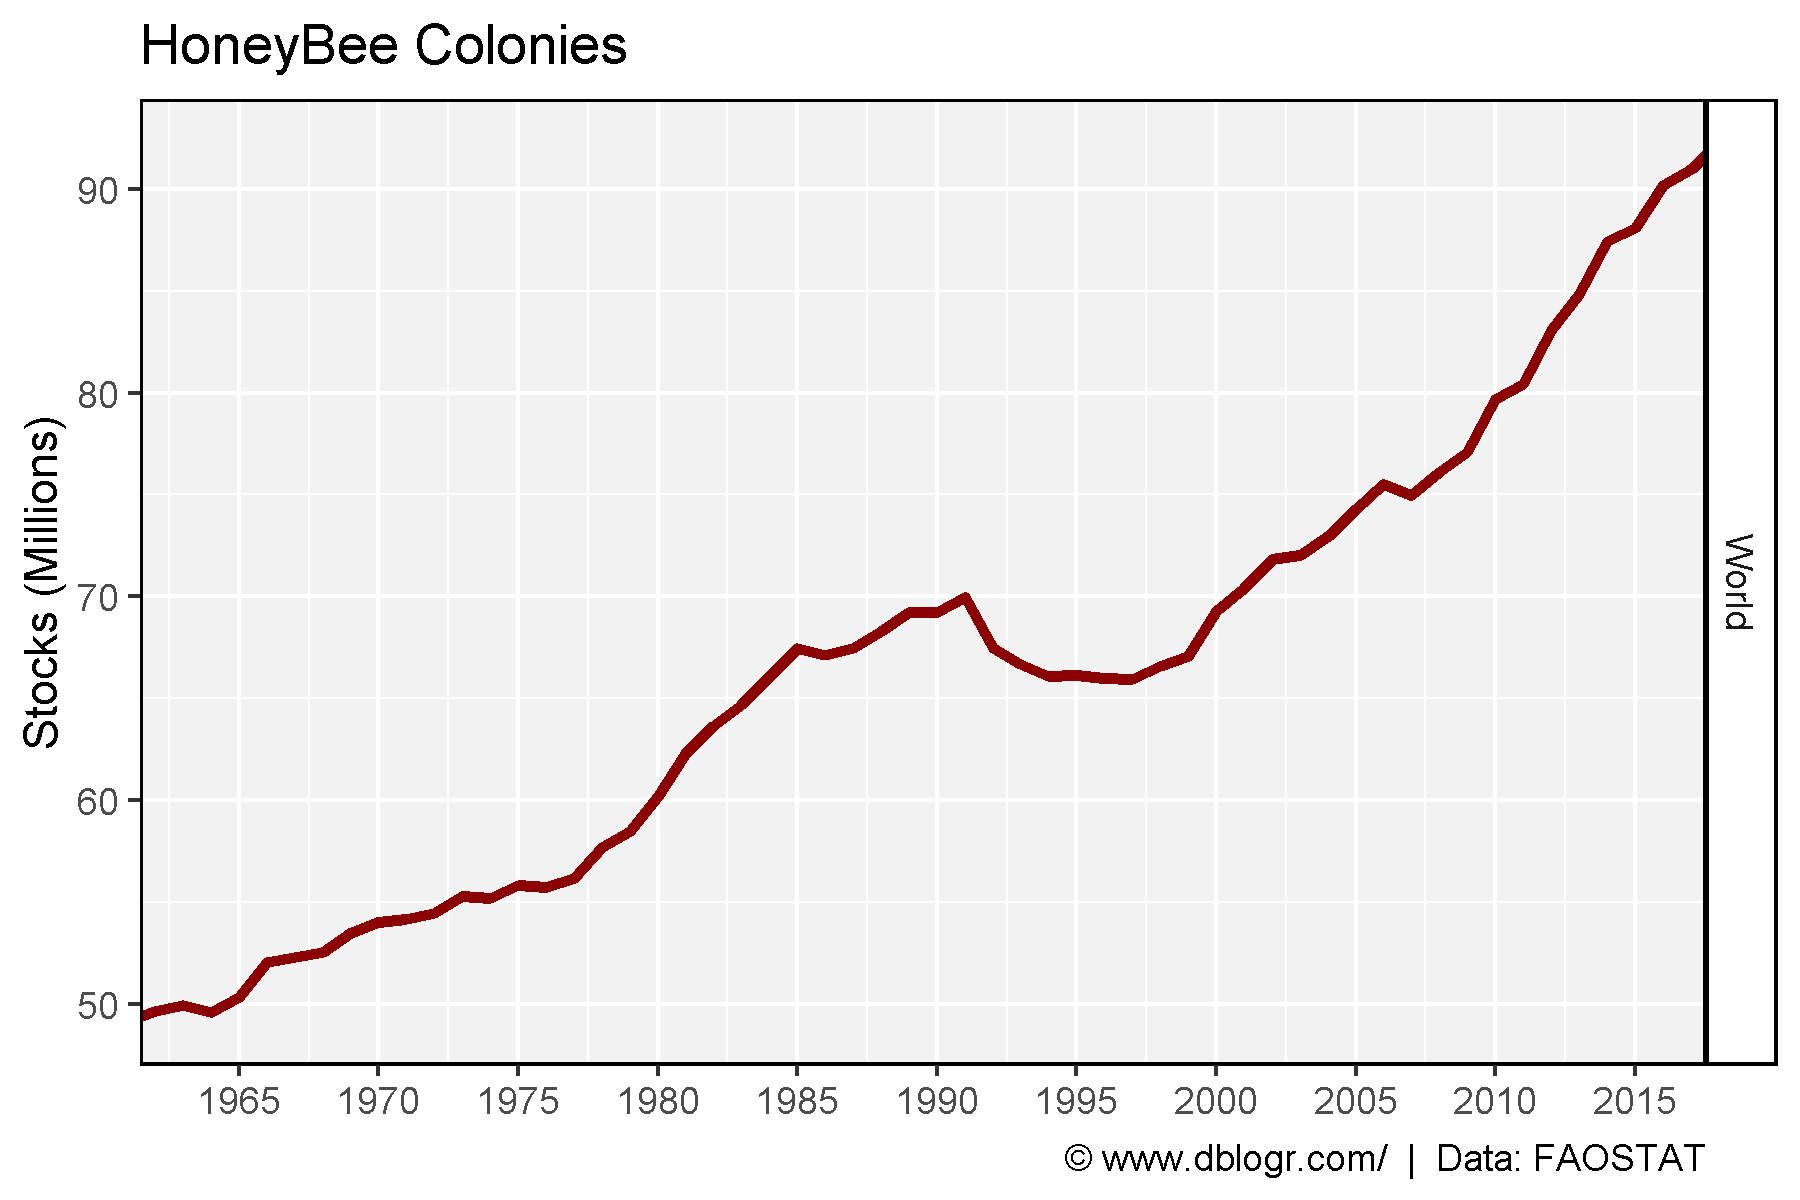 HoneyBee Colonies
Stocks (Millions)
90
80
70
60
50
World
1965 1970 1975 1980 1985 1990 1995 2000 2005 2010 2015
© www.dblogr.com/ | Data: FAOSTAT